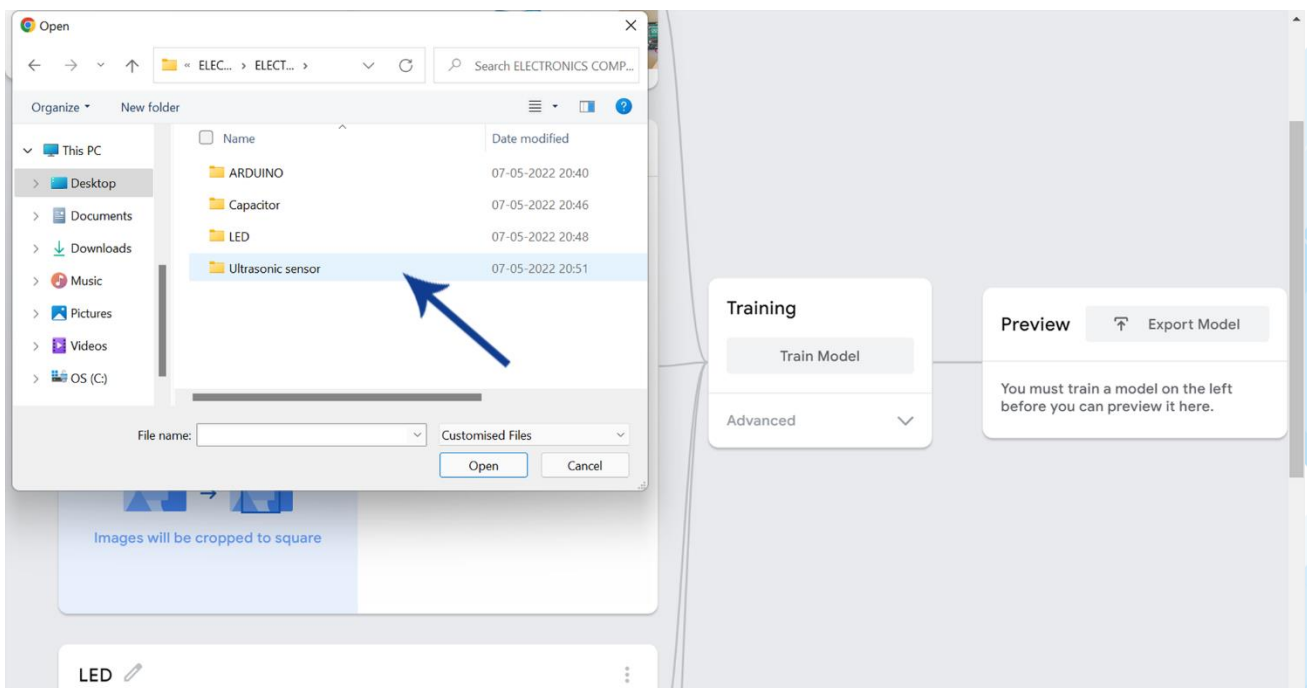 Open
« ELEC... › ELECT... ›
Search ELECTRONICS COMP...
Organize
New folder
Name
Date modified
This PC
Desktop
Documents
Downloads
Music
Pictures
Videos
OS (C:)
ARDUINO 07-05-2022 20:40
Capacitor 07-05-2022 20:46
LED 07-05-2022 20:48
Ultrasonic sensor 07-05-2022 20:51
File name:
Customised Files
Open
Cancel
Images will be cropped to square
LED
Training
Train Model
Advanced
Preview
Export Model
You must train a model on the left
before you can preview it here.